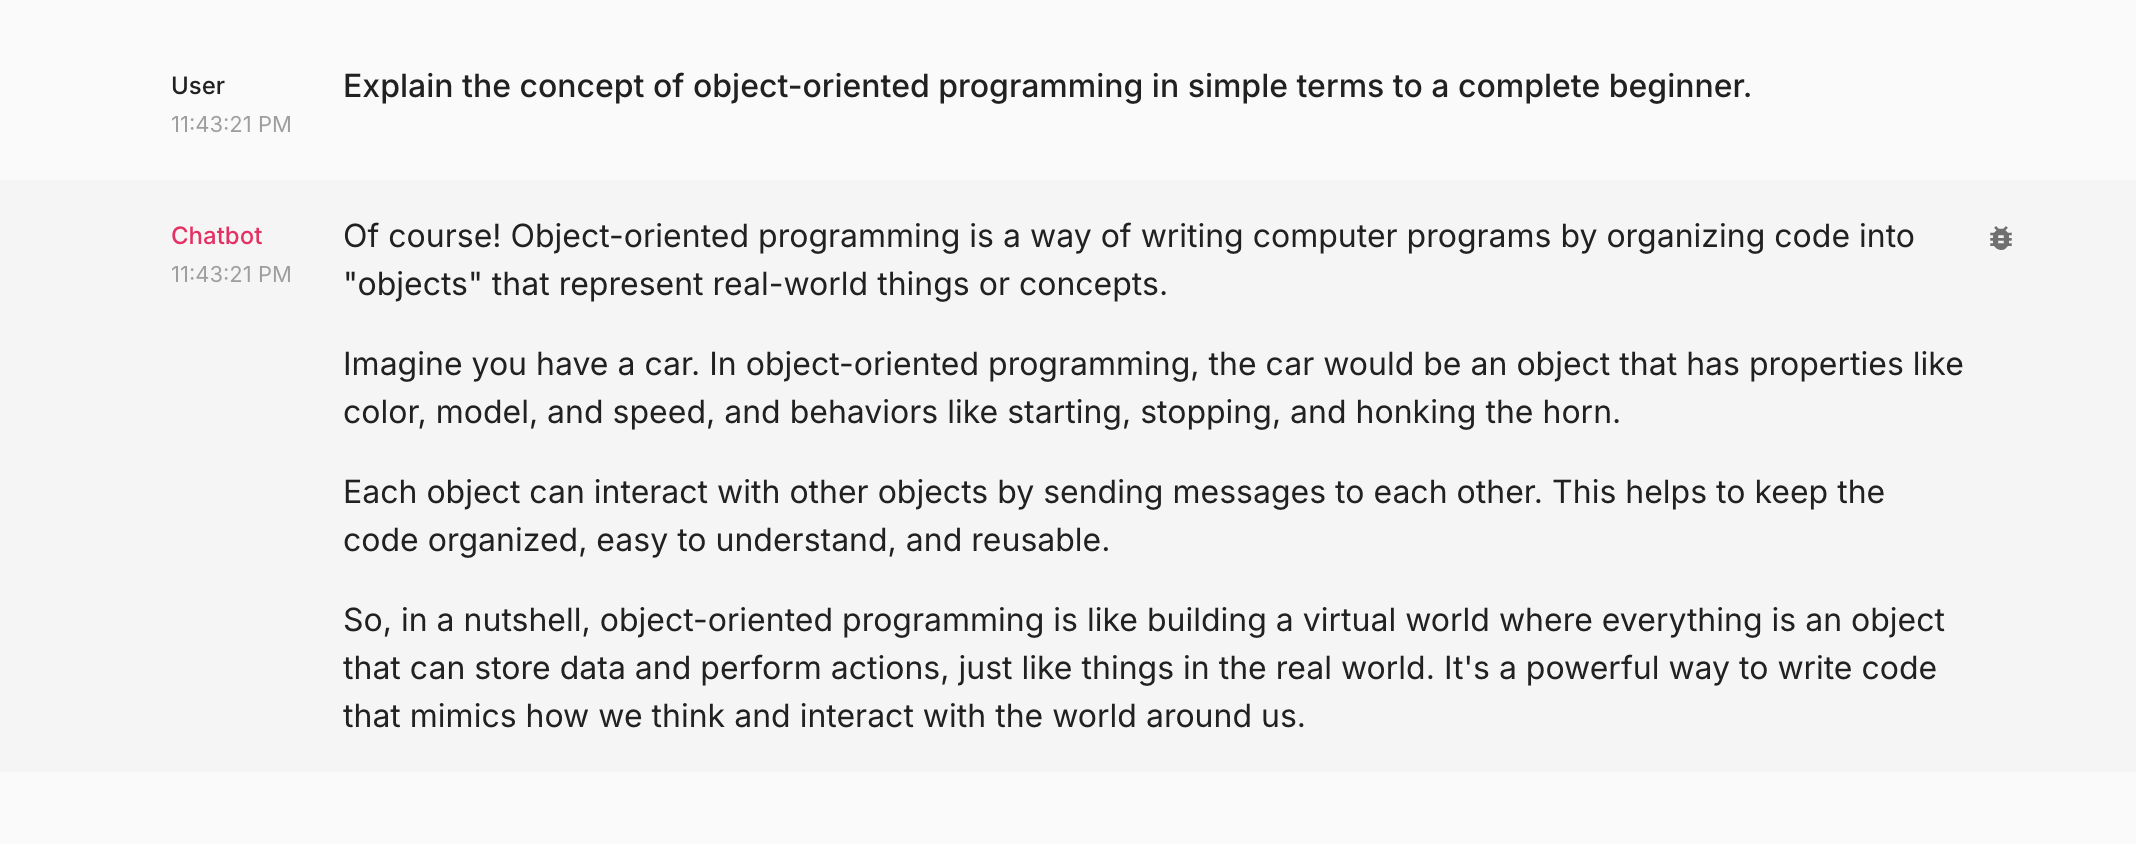 User
11:43:21 PM
Explain the concept of object-oriented programming in simple terms to a complete beginner.
Chatbot
11:43:21 PM
Of course! Object-oriented programming is a way of writing computer programs by organizing code into
"objects" that represent real-world things or concepts.
Imagine you have a car. In object-oriented programming, the car would be an object that has properties like
color, model, and speed, and behaviors like starting, stopping, and honking the horn.
Each object can interact with other objects by sending messages to each other. This helps to keep the
code organized, easy to understand, and reusable.
So, in a nutshell, object-oriented programming is like building a virtual world where everything is an object
that can store data and perform actions, just like things in the real world. It's a powerful way to write code
that mimics how we think and interact with the world around us.